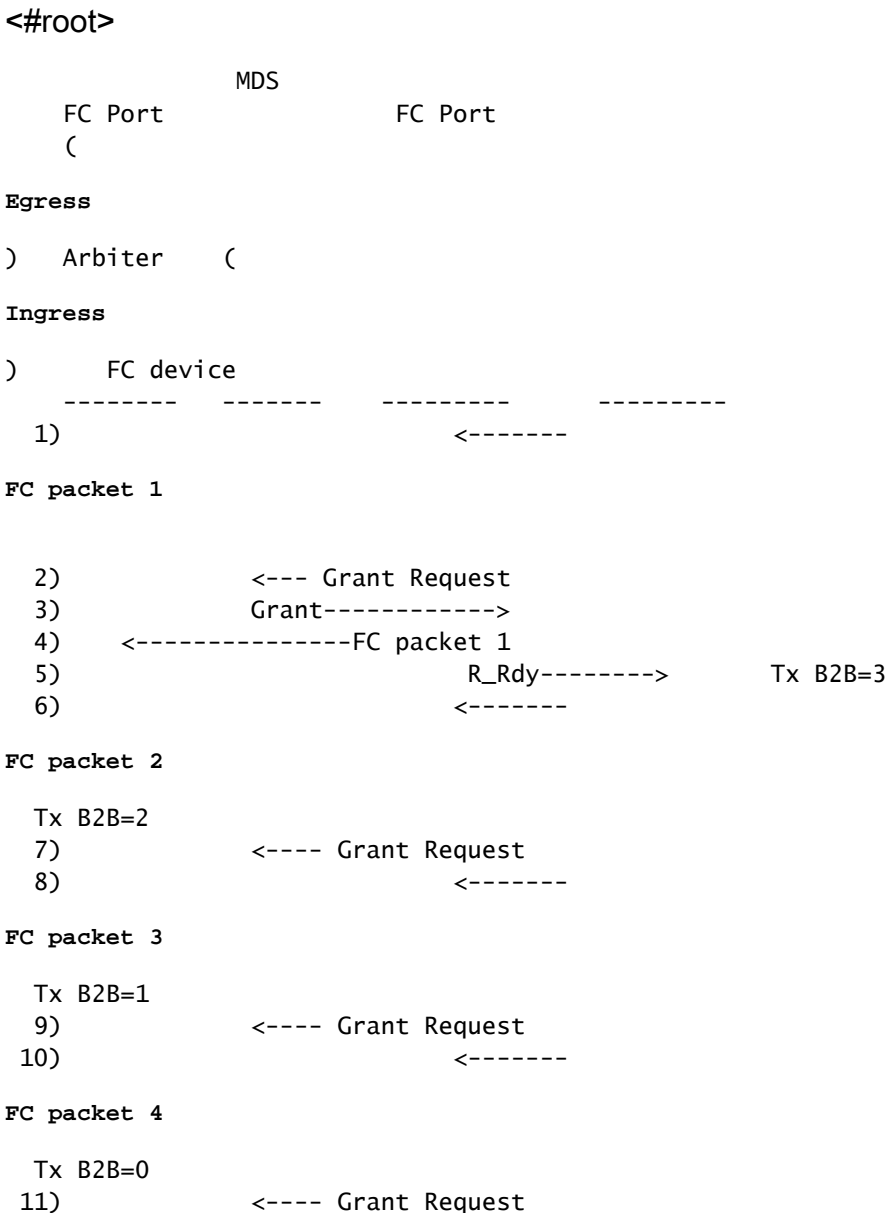 <#root>
MDS
FC Port FC Port
(
Egress
) Arbiter (
Ingress
) FC device
-------- ------- --------- ---------
1) <-------
FC packet 1
2) <--- Grant Request
3) Grant------------>
4) <---------------FC packet 1
5) R_Rdy--------> Tx B2B=3
6) <-------
FC packet 2
Tx B2B=2
7) <---- Grant Request
8) <-------
FC packet 3
Tx B2B=1
9) <---- Grant Request
10) <-------
FC packet 4
Tx B2B=0
11) <---- Grant Request